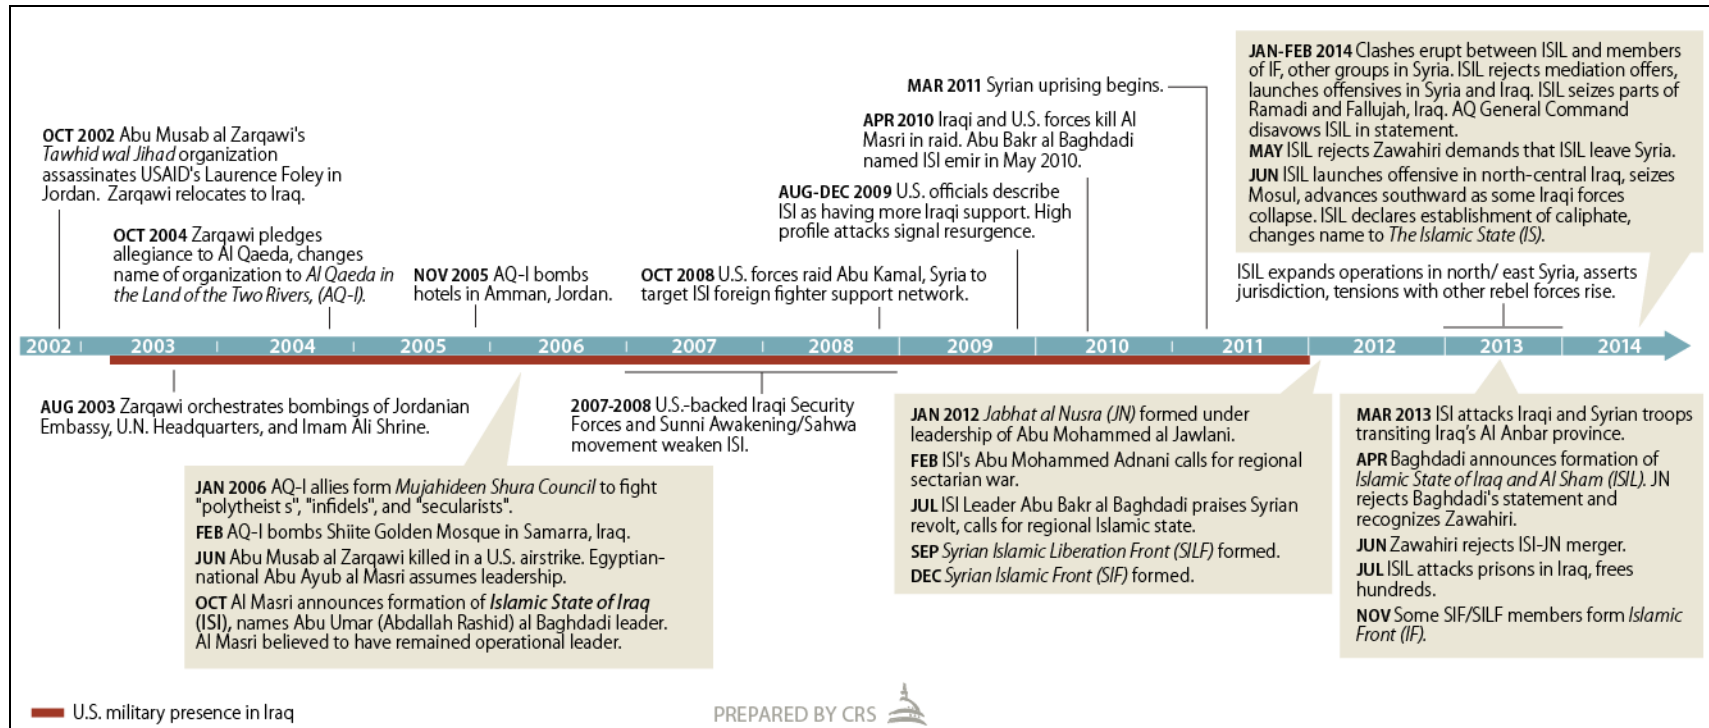 OCT 2002 Abu Musab al Zarqawi's
Tawhid wal Jihad organization
assassinates USAID's Laurence Foley in
Jordan. Zarqawi relocates to Iraq.
OCT 2004 Zarqawi pledges
allegiance to Al Qaeda, changes
name of organization to Al Qaeda in
the Land of the Two Rivers, (AQ-I).
NOV 2005 AQ-I bombs
hotels in Amman, Jordan.
OCT 2008 U.S. forces raid Abu Kamal, Syria to
target ISI foreign fighter support network.
AUG-DEC 2009 U.S. officials describe
ISI as having more Iraqi support. High
profile attacks signal resurgence.
APR 2010 Iraqi and U.S. forces kill Al
Masri in raid. Abu Bakr al Baghdadi
named ISI emir in May 2010.
MAR 2011 Syrian uprising begins.
JAN-FEB 2014 Clashes erupt between ISIL and members
of IF, other groups in Syria. ISIL rejects mediation offers,
launches offensives in Syria and Iraq. ISIL seizes parts of
Ramadi and Fallujah, Iraq. AQ General Command
disavows ISIL in statement.
MAY ISIL rejects Zawahiri demands that ISIL leave Syria.
JUN ISIL launches offensive in north-central Iraq, seizes
Mosul, advances southward as some Iraqi forces
collapse. ISIL declares establishment of caliphate,
changes name to The Islamic State (IS).
ISIL expands operations in north/ east Syria, asserts
jurisdiction, tensions with other rebel forces rise.
2002 2003 2004 2005 2006 2007 2008 2009 2010 2011 2012 2013 2014
AUG 2003 Zarqawi orchestrates bombings of Jordanian
Embassy, U.N. Headquarters, and Imam Ali Shrine.
JAN 2006 AQ-I allies form Mujahideen Shura Council to fight
"polytheist s", "infidels", and "secularists".
FEB AQ-I bombs Shiite Golden Mosque in Samarra, Iraq.
JUN Abu Musab al Zarqawi killed in a U.S. airstrike. Egyptian-
national Abu Ayub al Masri assumes leadership.
OCT Al Masri announces formation of Islamic State of Iraq
(ISI), names Abu Umar (Abdallah Rashid) al Baghdadi leader.
Al Masri believed to have remained operational leader.
2007-2008 U.S.-backed Iraqi Security
Forces and Sunni Awakening/Sahwa
movement weaken ISI.
JAN 2012 Jabhat al Nusra (JN) formed under
leadership of Abu Mohammed al Jawlani.
FEB ISI's Abu Mohammed Adnani calls for regional
sectarian war.
JUL ISI Leader Abu Bakr al Baghdadi praises Syrian
revolt, calls for regional Islamic state.
SEP Syrian Islamic Liberation Front (SILF) formed.
DEC Syrian Islamic Front (SIF) formed.
MAR 2013 ISI attacks Iraqi and Syrian troops
transiting Iraq's Al Anbar province.
APR Baghdadi announces formation of
Islamic State of Iraq and Al Sham (ISIL). JN
rejects Baghdadi's statement and
recognizes Zawahiri.
JUN Zawahiri rejects ISI-JN merger.
JUL ISIL attacks prisons in Iraq, frees
hundreds.
NOV Some SIF/SILF members form Islamic
Front (IF).
U.S. military presence in Iraq
PREPARED BY CRS